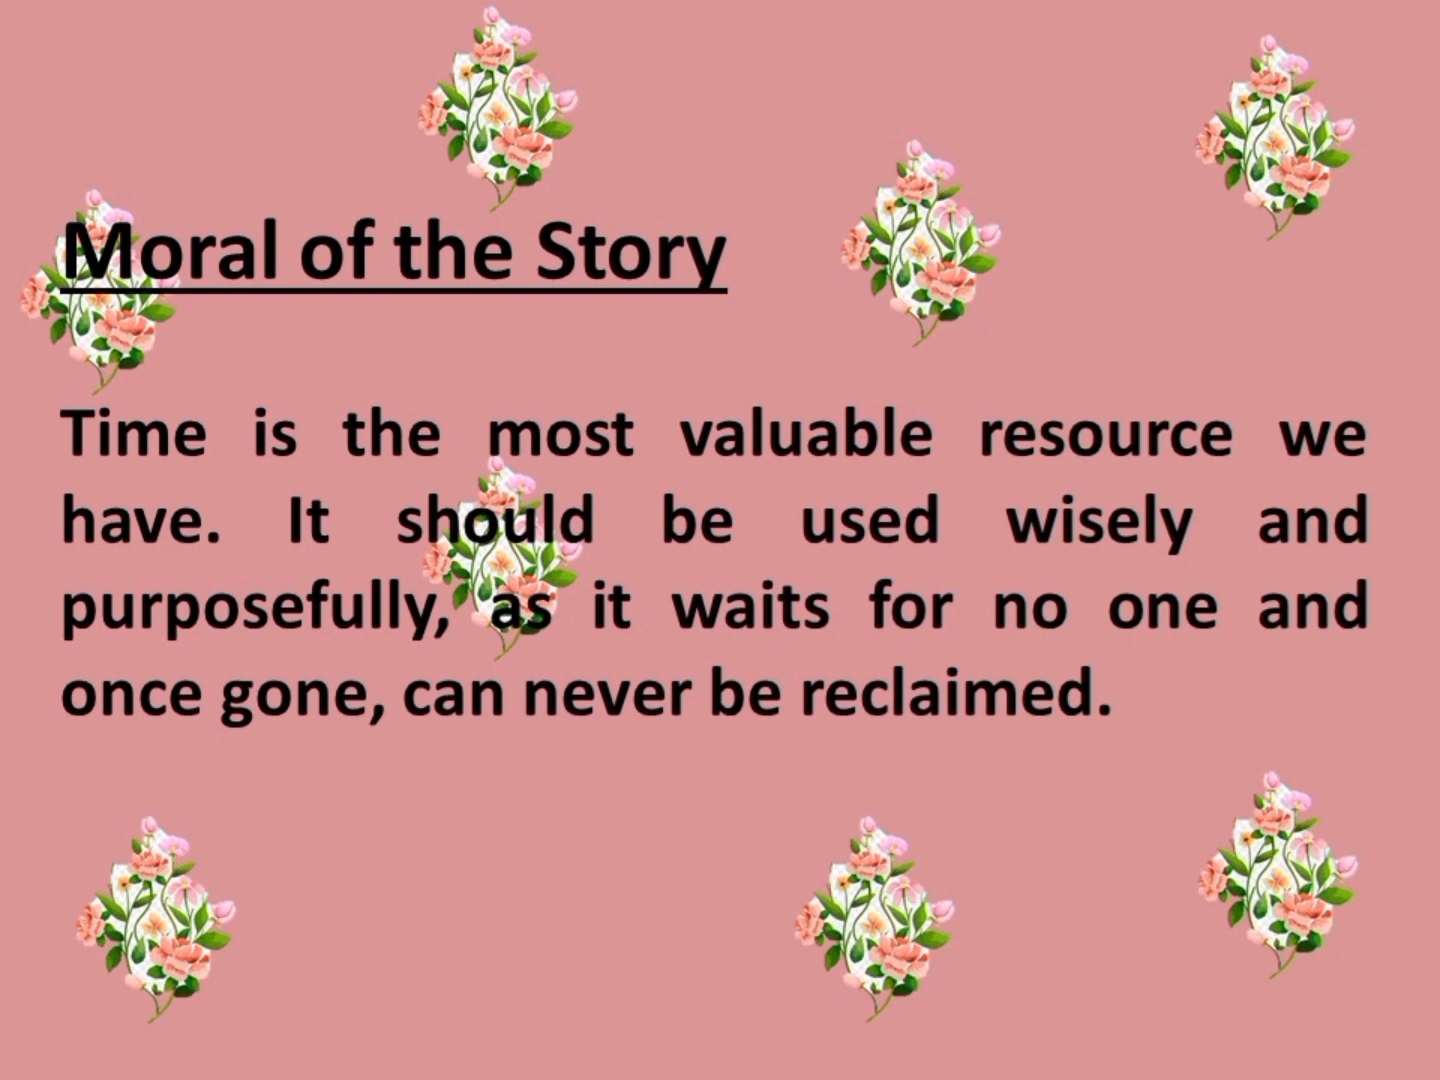 Moral of the Story
Time is the most valuable resource we
have. It should be used wisely and
purposefully, as it waits for no one and
once gone, can never be reclaimed.